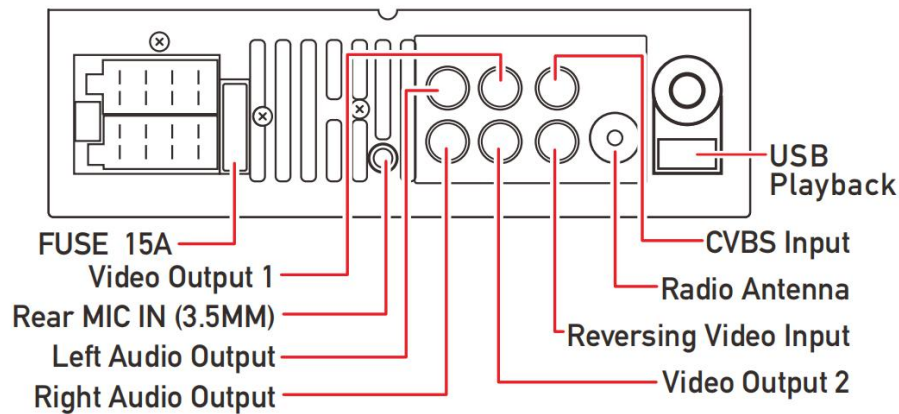 USB
Playback
FUSE 15A
CVBS Input
Video Output 1
Radio Antenna
Rear MIC IN (3.5MM)
Reversing Video Input
Left Audio Output
Video Output 2
Right Audio Output